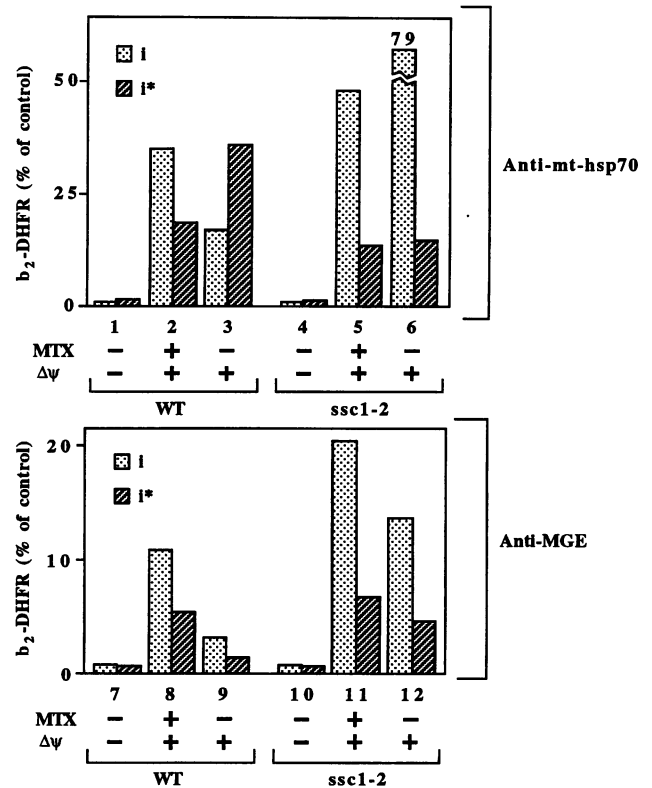 79
i
i*
50
25
0
b2-DHFR (% of control)
Anti-mt-hsp70
1 2 3 4 5 6
MTX − + − − + −
Δψ − + + − + +
WT ssc1-2
i
i*
20
10
0
b2-DHFR (% of control)
Anti-MGE
7 8 9 10 11 12
MTX − + − − + −
Δψ − + + − + +
WT ssc1-2